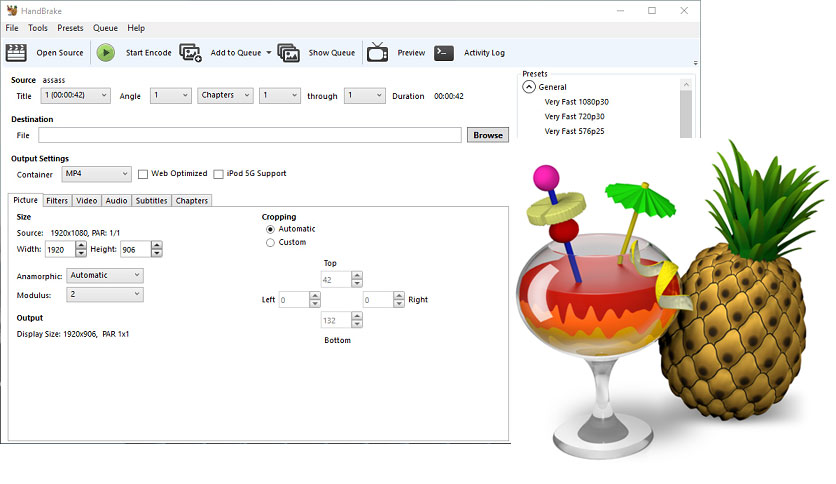 HandBrake
File Tools Presets Queue Help
Open Source Start Encode Add to Queue Show Queue Preview Activity Log
Source assass
Title 1 (00:00:42) Angle 1 Chapters 1 through 1 Duration 00:00:42
Destination
File Browse
Output Settings
Container MP4 Web Optimized iPod 5G Support
Picture Filters Video Audio Subtitles Chapters
Size
Source: 1920x1080, PAR: 1/1
Width: 1920 Height: 906
Anamorphic: Automatic
Modulus: 2
Output
Display Size: 1920x906, PAR 1x1
Cropping
Automatic
Custom
Top
42
Left 0 0 Right
132
Bottom
Presets
General
Very Fast 1080p30
Very Fast 720p30
Very Fast 576p25